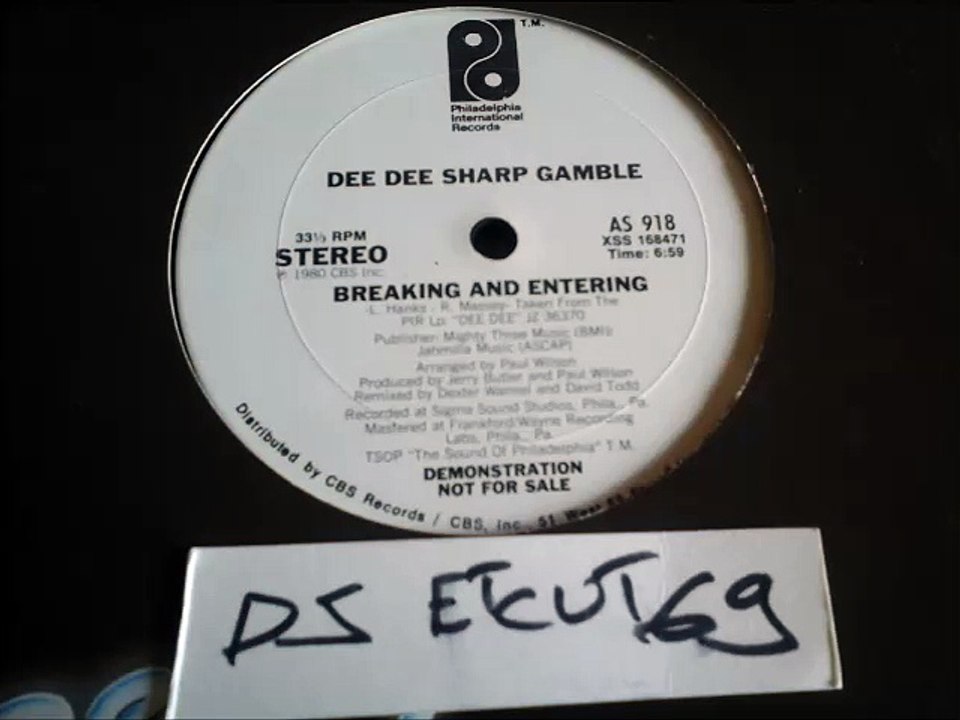 T.M.
Philadelphia
International
Records
DEE DEE SHARP GAMBLE
33⅓ RPM
STEREO
℗ 1980 CBS Inc.
AS 918
XSS 168471
Time: 6:59
BREAKING AND ENTERING
-L. Hanks - R. Massey- Taken From The
PIR Lp: "DEE DEE" JZ 36370
Publisher: Mighty Three Music (BMI)/
Jahmilla Music (ASCAP)
Arranged by Paul Wilson
Produced by Jerry Butler and Paul Wilson
Remixed by Dexter Wansel and David Todd
Recorded at Sigma Sound Studios, Phila., Pa.
Mastered at Frankford/Wayne Recording
Labs, Phila., Pa.
TSOP "The Sound Of Philadelphia" T.M.
DEMONSTRATION
NOT FOR SALE
Distributed by CBS Records / CBS, Inc., 51 West
DS ETCUT69